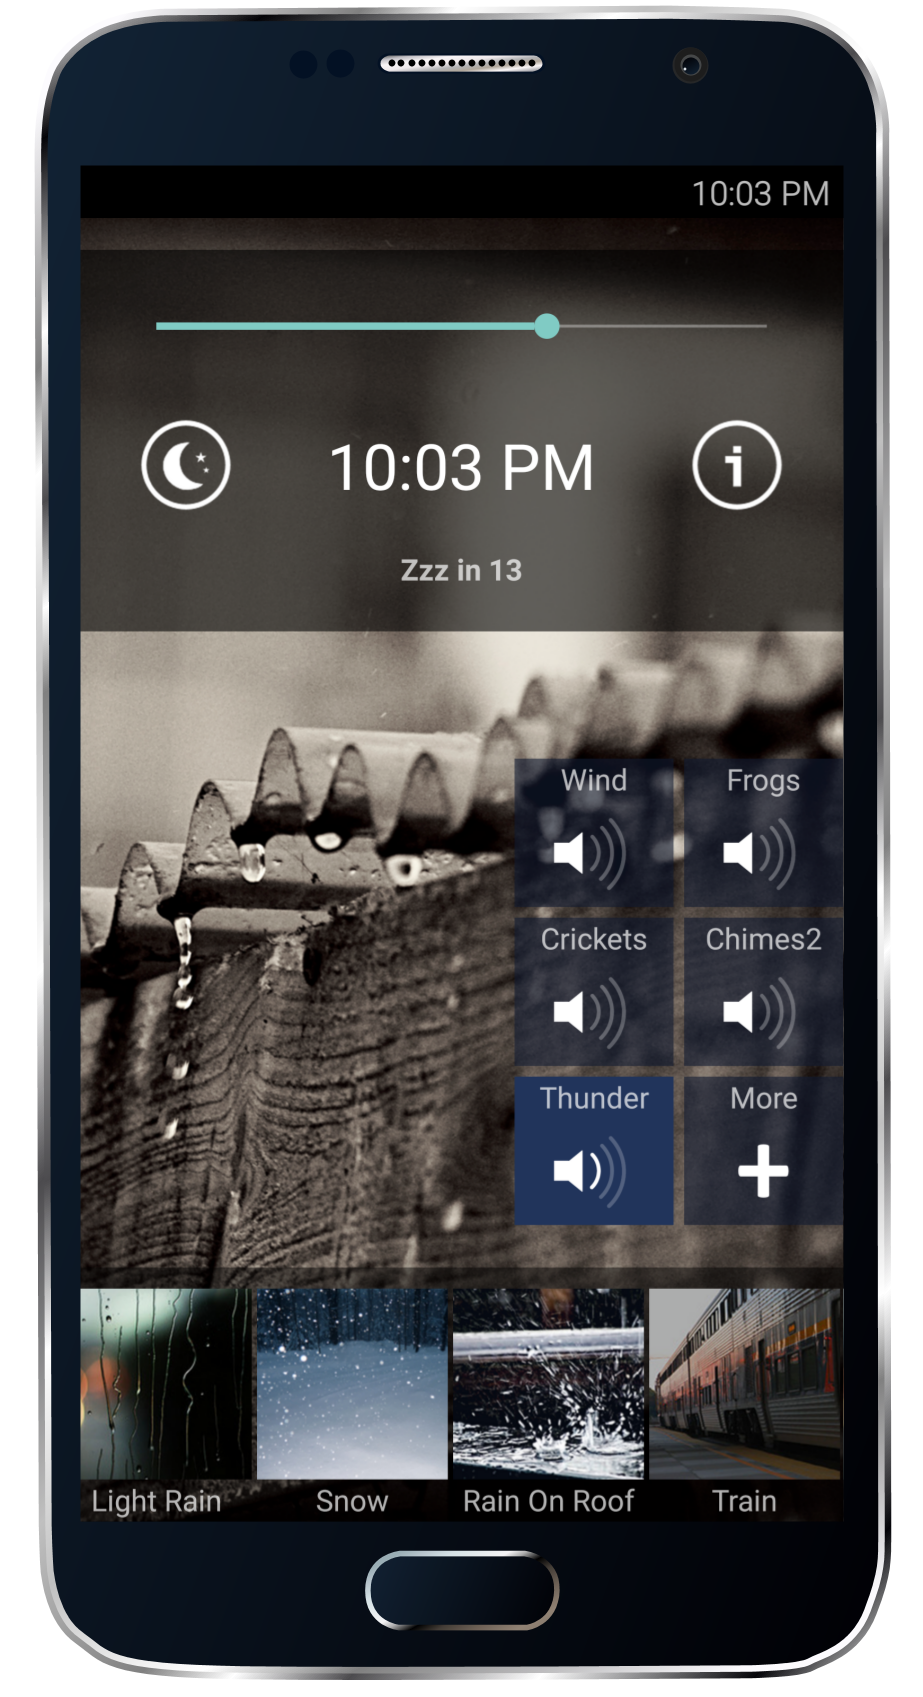 10:03 PM
10:03 PM
Zzz in 13
Wind Frogs
Crickets Chimes2
Thunder More
Light Rain Snow Rain On Roof Train